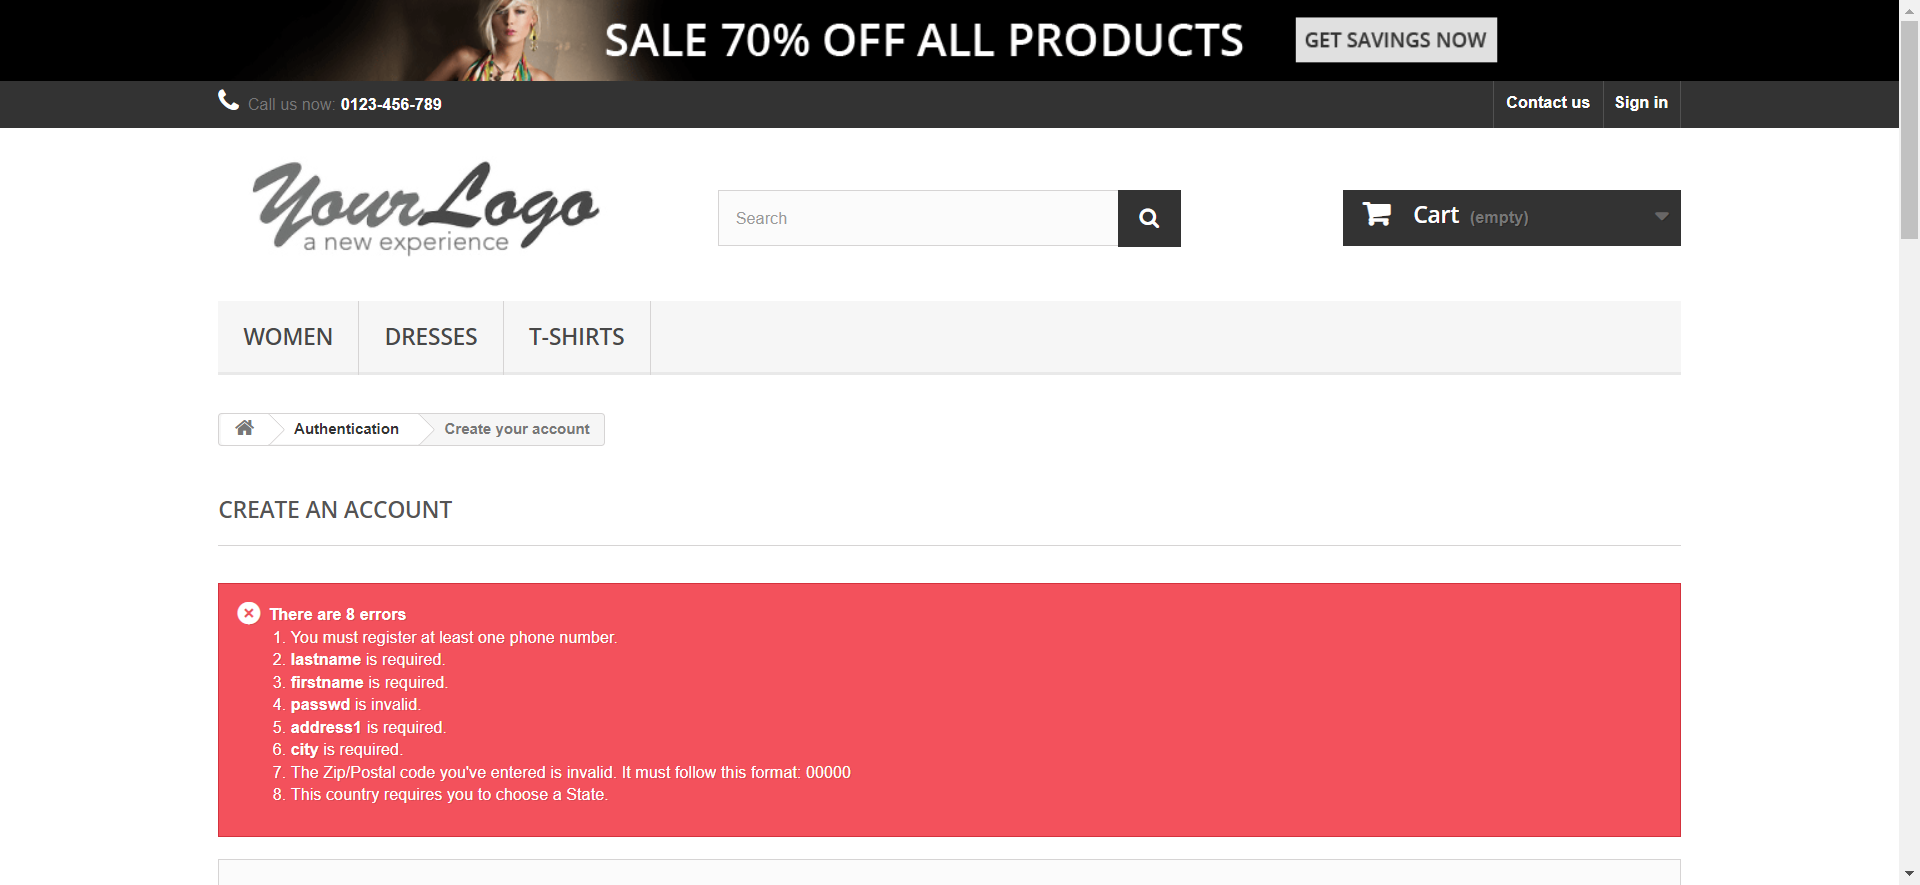 SALE 70% OFF ALL PRODUCTS
GET SAVINGS NOW
Call us now: 0123-456-789
Contact us
Sign in
YourLogo
a new experience
Search
Cart (empty)
WOMEN
DRESSES
T-SHIRTS
Authentication
Create your account
CREATE AN ACCOUNT
There are 8 errors
1. You must register at least one phone number.
2. lastname is required.
3. firstname is required.
4. passwd is invalid.
5. address1 is required.
6. city is required.
7. The Zip/Postal code you've entered is invalid. It must follow this format: 00000
8. This country requires you to choose a State.